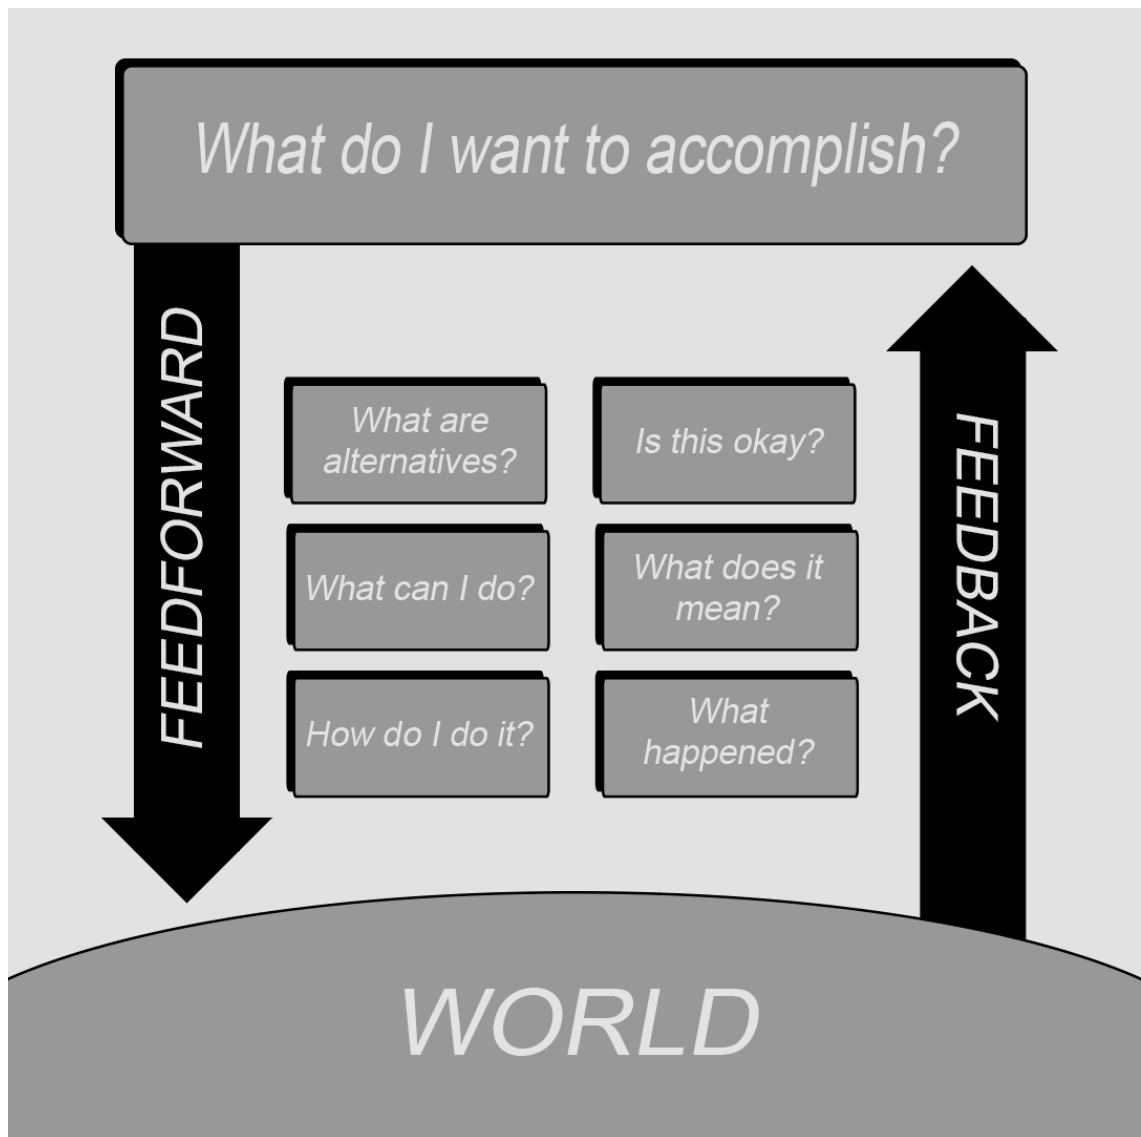 What do I want to accomplish?
FEEDFORWARD
What are
alternatives?
What can I do?
How do I do it?
Is this okay?
What does it
mean?
What
happened?
FEEDBACK
WORLD